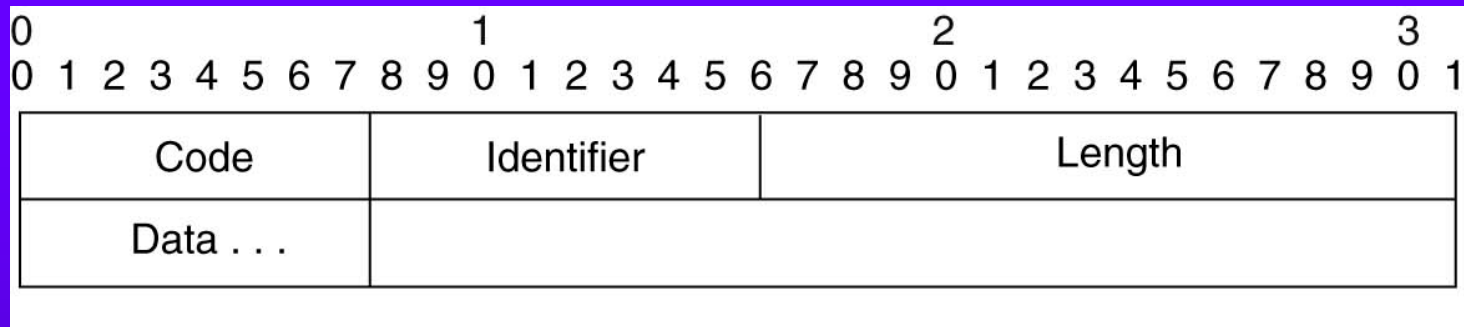 0 1 2 3
0 1 2 3 4 5 6 7 8 9 0 1 2 3 4 5 6 7 8 9 0 1 2 3 4 5 6 7 8 9 0 1
Code Identifier Length
Data . . .